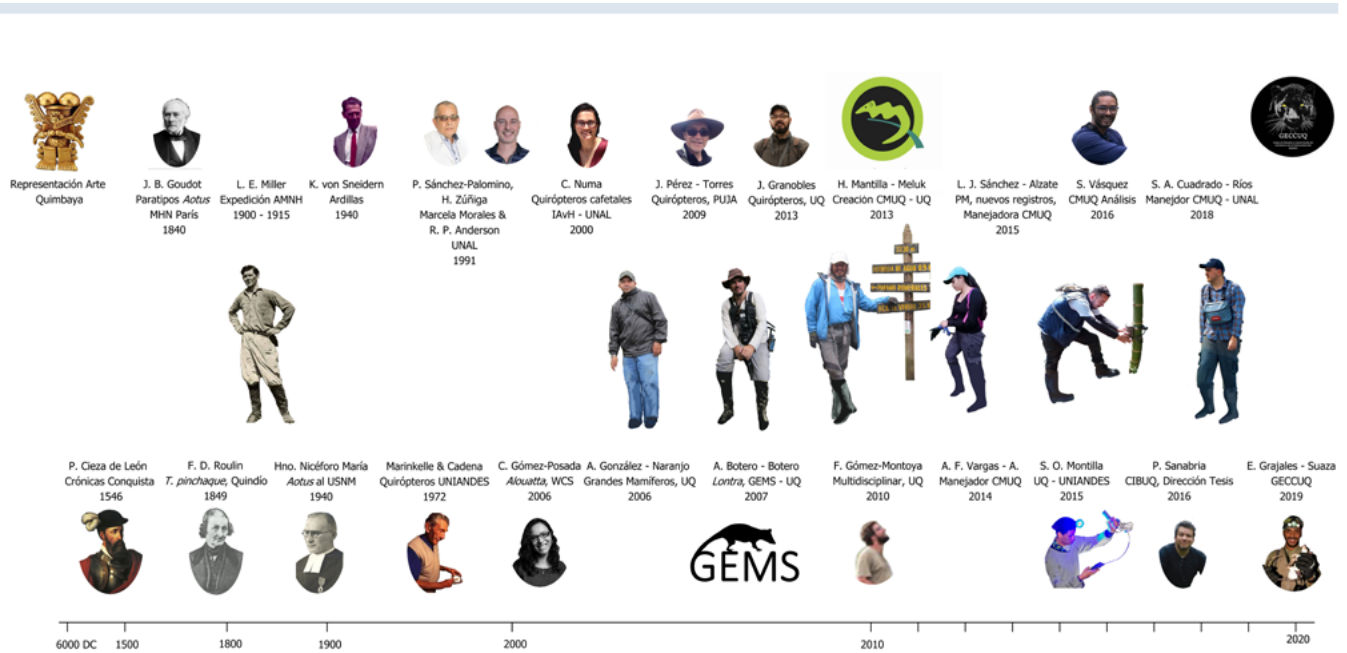 Representación Arte
Quimbaya
J. B. Goudot
Paratipos Aotus
MHN París
1840
L. E. Miller
Expedición AMNH
1900 - 1915
K. von Sneidern
Ardillas
1940
P. Sánchez-Palomino,
H. Zúñiga
Marcela Morales &
R. P. Anderson
UNAL
1991
C. Numa
Quirópteros cafetales
IAvH - UNAL
2000
J. Pérez - Torres
Quirópteros, PUJA
2009
J. Granobles
Quirópteros, UQ
2013
H. Mantilla - Meluk
Creación CMUQ - UQ
2013
L. J. Sánchez - Alzate
PM, nuevos registros,
Manejadora CMUQ
2015
S. Vásquez
CMUQ Análisis
2016
GECCUQ
S. A. Cuadrado - Ríos
Manejdor CMUQ - UNAL
2018
P. Cieza de León
Crónicas Conquista
1546
F. D. Roulin
T. pinchaque, Quindío
1849
Hno. Nicéforo María
Aotus al USNM
1940
Marinkelle & Cadena
Quirópteros UNIANDES
1972
C. Gómez-Posada
Alouatta, WCS
2006
A. González - Naranjo
Grandes Mamíferos, UQ
2006
A. Botero - Botero
Lontra, GEMS - UQ
2007
F. Gómez-Montoya
Multidisciplinar, UQ
2010
A. F. Vargas - A.
Manejador CMUQ
2014
S. O. Montilla
UQ - UNIANDES
2015
P. Sanabria
CIBUQ, Dirección Tesis
2016
E. Grajales - Suaza
GECCUQ
2019
GEMS
6000 DC
1500
1800
1900
2000
2010
2020